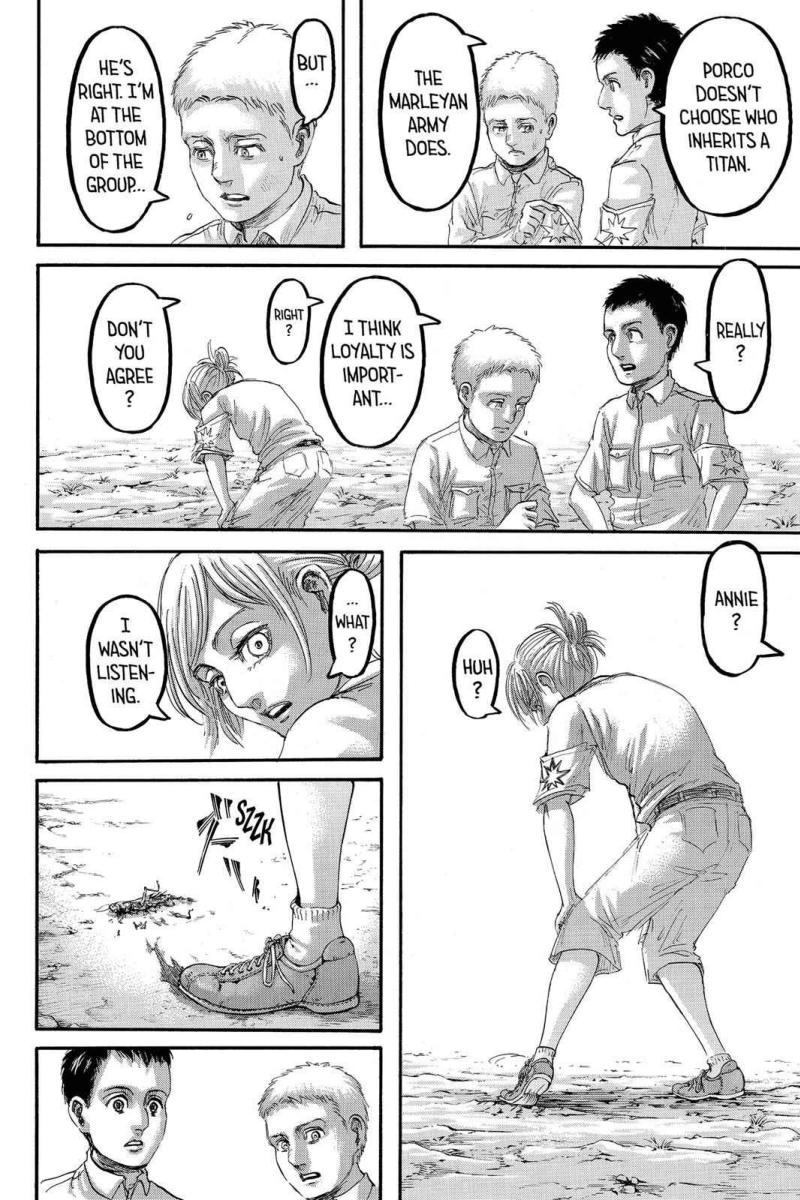 PORCO
DOESN'T
CHOOSE WHO
INHERITS A
TITAN.
THE
MARLEYAN
ARMY
DOES.
BUT
...
HE'S
RIGHT. I'M
AT THE
BOTTOM
OF THE
GROUP...
REALLY
?
I THINK
LOYALTY IS
IMPORT-
ANT...
RIGHT
?
DON'T
YOU
AGREE
?
ANNIE
?
HUH
?
...
WHAT
?
I
WASN'T
LISTEN-
ING.
SZZK